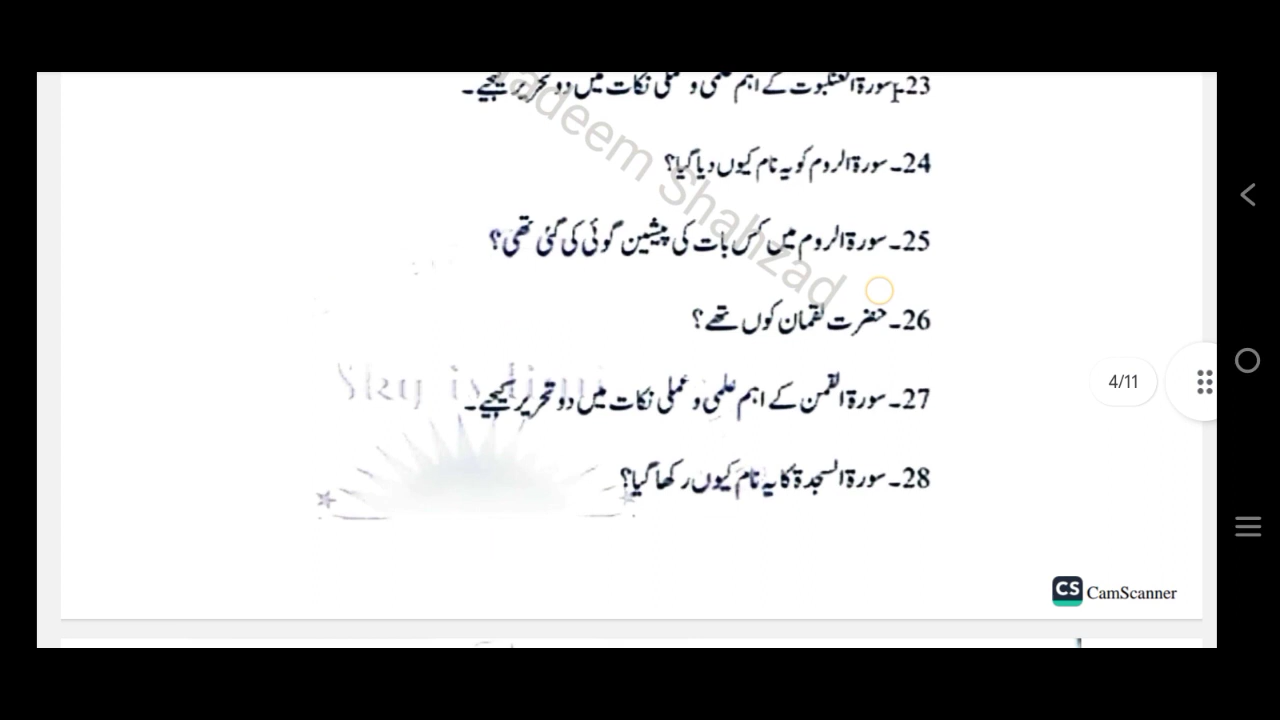 23۔ سورۃ العنکبوت کے اہم علمی و عملی نکات میں دو تحریر کیجیے۔
24۔ سورۃ الروم کو یہ نام کیوں دیا گیا؟
25۔ سورۃ الروم میں کس بات کی پیشین گوئی کی گئی تھی؟
26۔ حضرت لقمان کون تھے؟
27۔ سورۃ لقمٰن کے اہم علمی و عملی نکات میں دو تحریر کیجیے۔
28۔ سورۃ السجدۃ کا یہ نام کیوں رکھا گیا؟
Shahzad
4/11
CS CamScanner